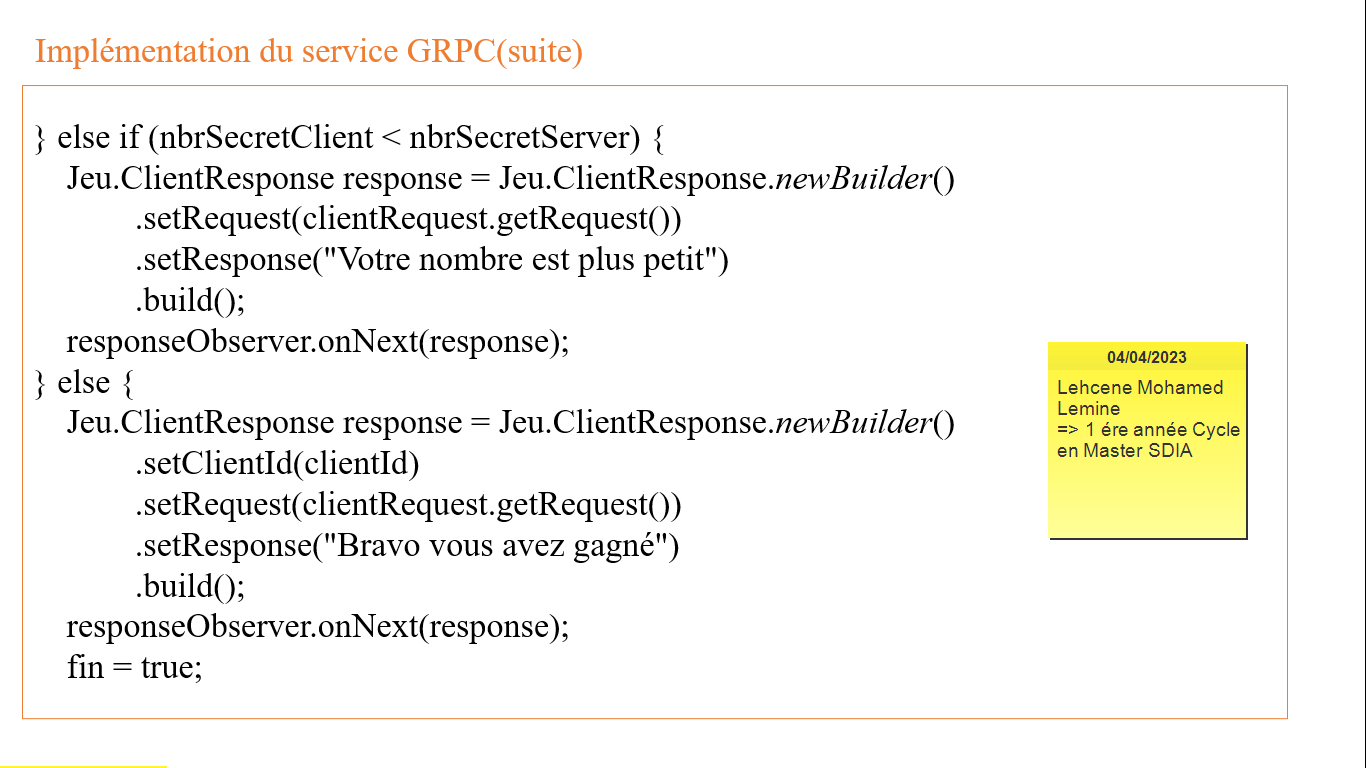 Implémentation du service GRPC(suite)
} else if (nbrSecretClient < nbrSecretServer) {
Jeu.ClientResponse response = Jeu.ClientResponse.newBuilder()
.setRequest(clientRequest.getRequest())
.setResponse("Votre nombre est plus petit")
.build();
responseObserver.onNext(response);
} else {
Jeu.ClientResponse response = Jeu.ClientResponse.newBuilder()
.setClientId(clientId)
.setRequest(clientRequest.getRequest())
.setResponse("Bravo vous avez gagné")
.build();
responseObserver.onNext(response);
fin = true;
04/04/2023
Lehcene Mohamed
Lemine
=> 1 ére année Cycle
en Master SDIA